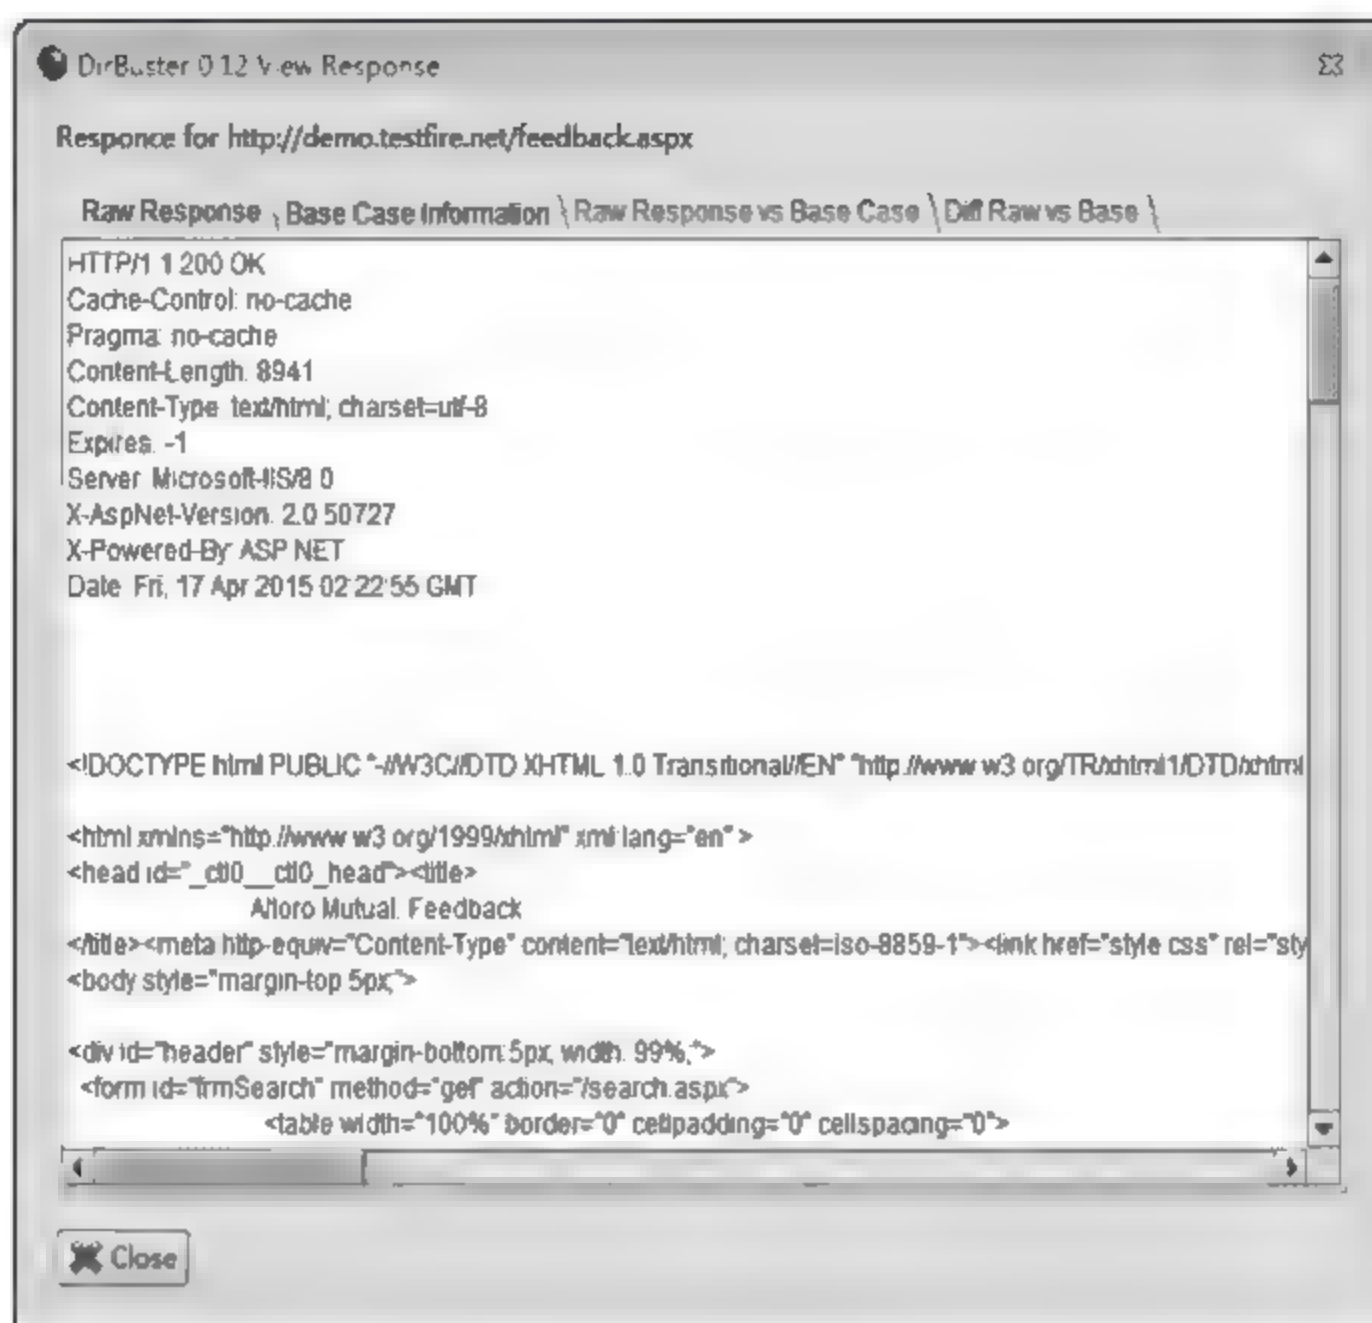 DirBuster 0.12 View Response
Responce for http://demo.testfire.net/feedback.aspx
Raw Response \ Base Case Information \ Raw Response vs Base Case \ Diff Raw vs Base \
HTTP/1.1 200 OK
Cache-Control: no-cache
Pragma: no-cache
Content-Length: 8941
Content-Type: text/html; charset=utf-8
Expires: -1
Server: Microsoft-IIS/8.0
X-AspNet-Version: 2.0.50727
X-Powered-By: ASP.NET
Date: Fri, 17 Apr 2015 02:22:55 GMT
<!DOCTYPE html PUBLIC "-//W3C//DTD XHTML 1.0 Transitional//EN" "http://www.w3.org/TR/xhtml1/DTD/xhtml
<html xmlns="http://www.w3.org/1999/xhtml" xml:lang="en" >
<head id="_ctl0__ctl0_head"><title>
Altoro Mutual: Feedback
</title><meta http-equiv="Content-Type" content="text/html; charset=iso-8859-1"><link href="style.css" rel="sty
<body style="margin-top:5px;">
<div id="header" style="margin-bottom:5px; width: 99%;">
<form id="frmSearch" method="get" action="/search.aspx">
<table width="100%" border="0" cellpadding="0" cellspacing="0">
Close